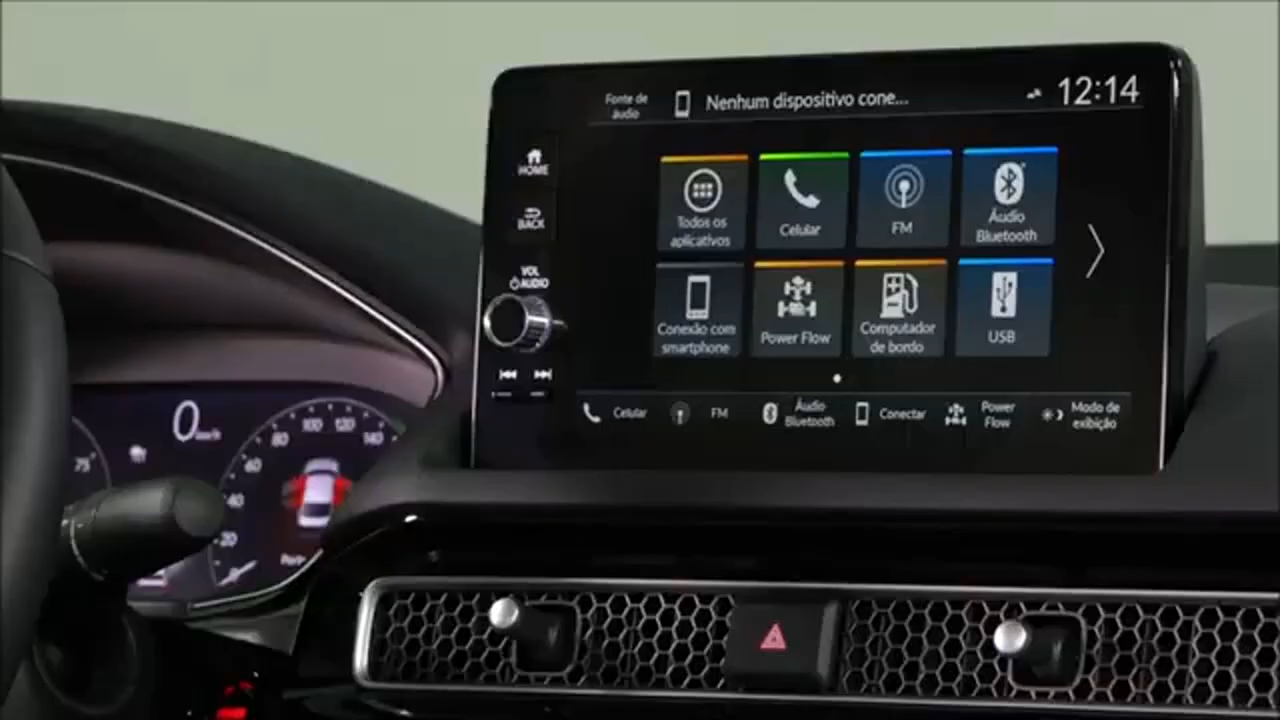 Fonte de
áudio
Nenhum dispositivo cone...
12:14
HOME
BACK
VOL
AUDIO
Todos os
aplicativos
Celular
FM
Áudio
Bluetooth
Conexão com
smartphone
Power Flow
Computador
de bordo
USB
Celular
FM
Áudio
Bluetooth
Conectar
Power
Flow
Modo de
exibição
0 km/h
75
20
40
60
80
100
120
140